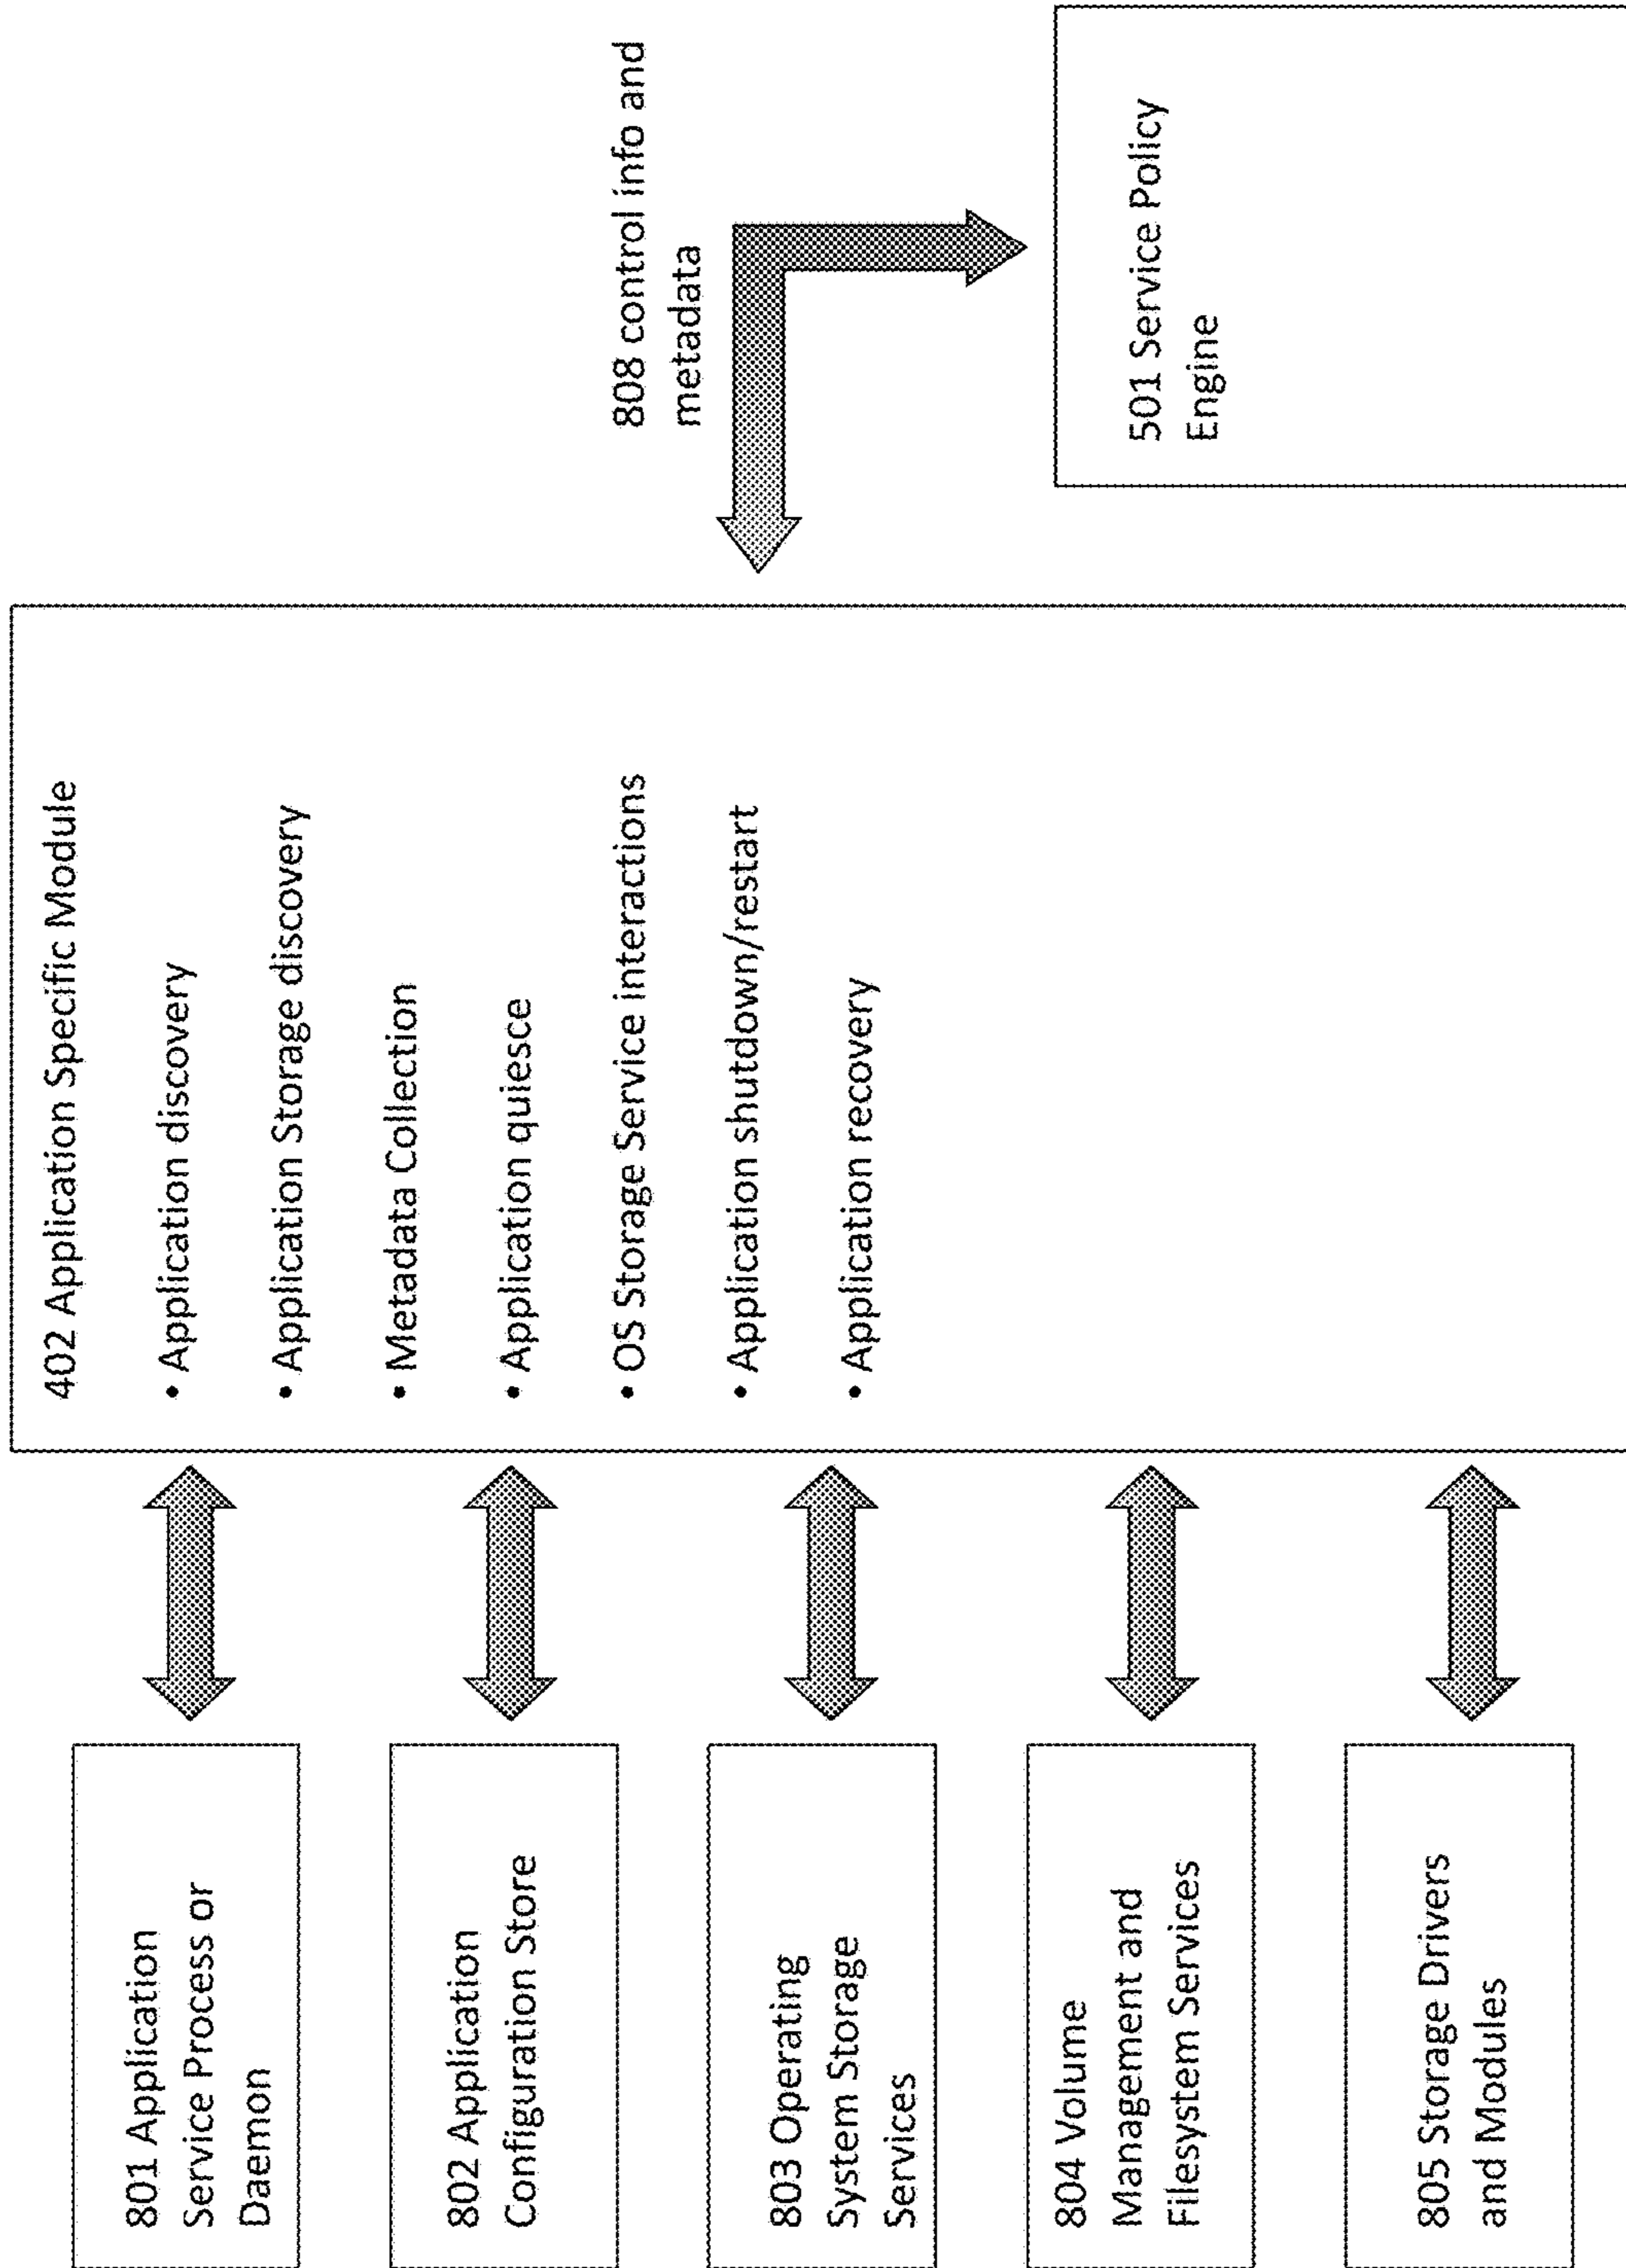 801 Application
Service Process or
Daemon
802 Application
Configuration Store
803 Operating
System Storage
Services
804 Volume
Management and
Filesystem Services
805 Storage Drivers
and Modules
402 Application Specific Module
• Application discovery
• Application Storage discovery
• Metadata Collection
• Application quiesce
• OS Storage Service interactions
• Application shutdown/restart
• Application recovery
808 control info and
metadata
501 Service Policy
Engine